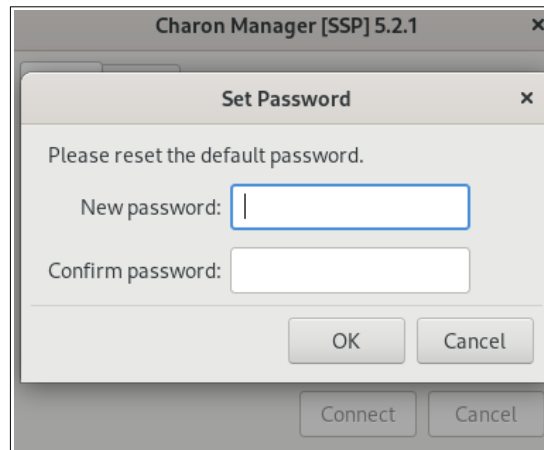 Charon Manager [SSP] 5.2.1
Set Password
Please reset the default password.
New password:
Confirm password:
OK Cancel
Connect Cancel